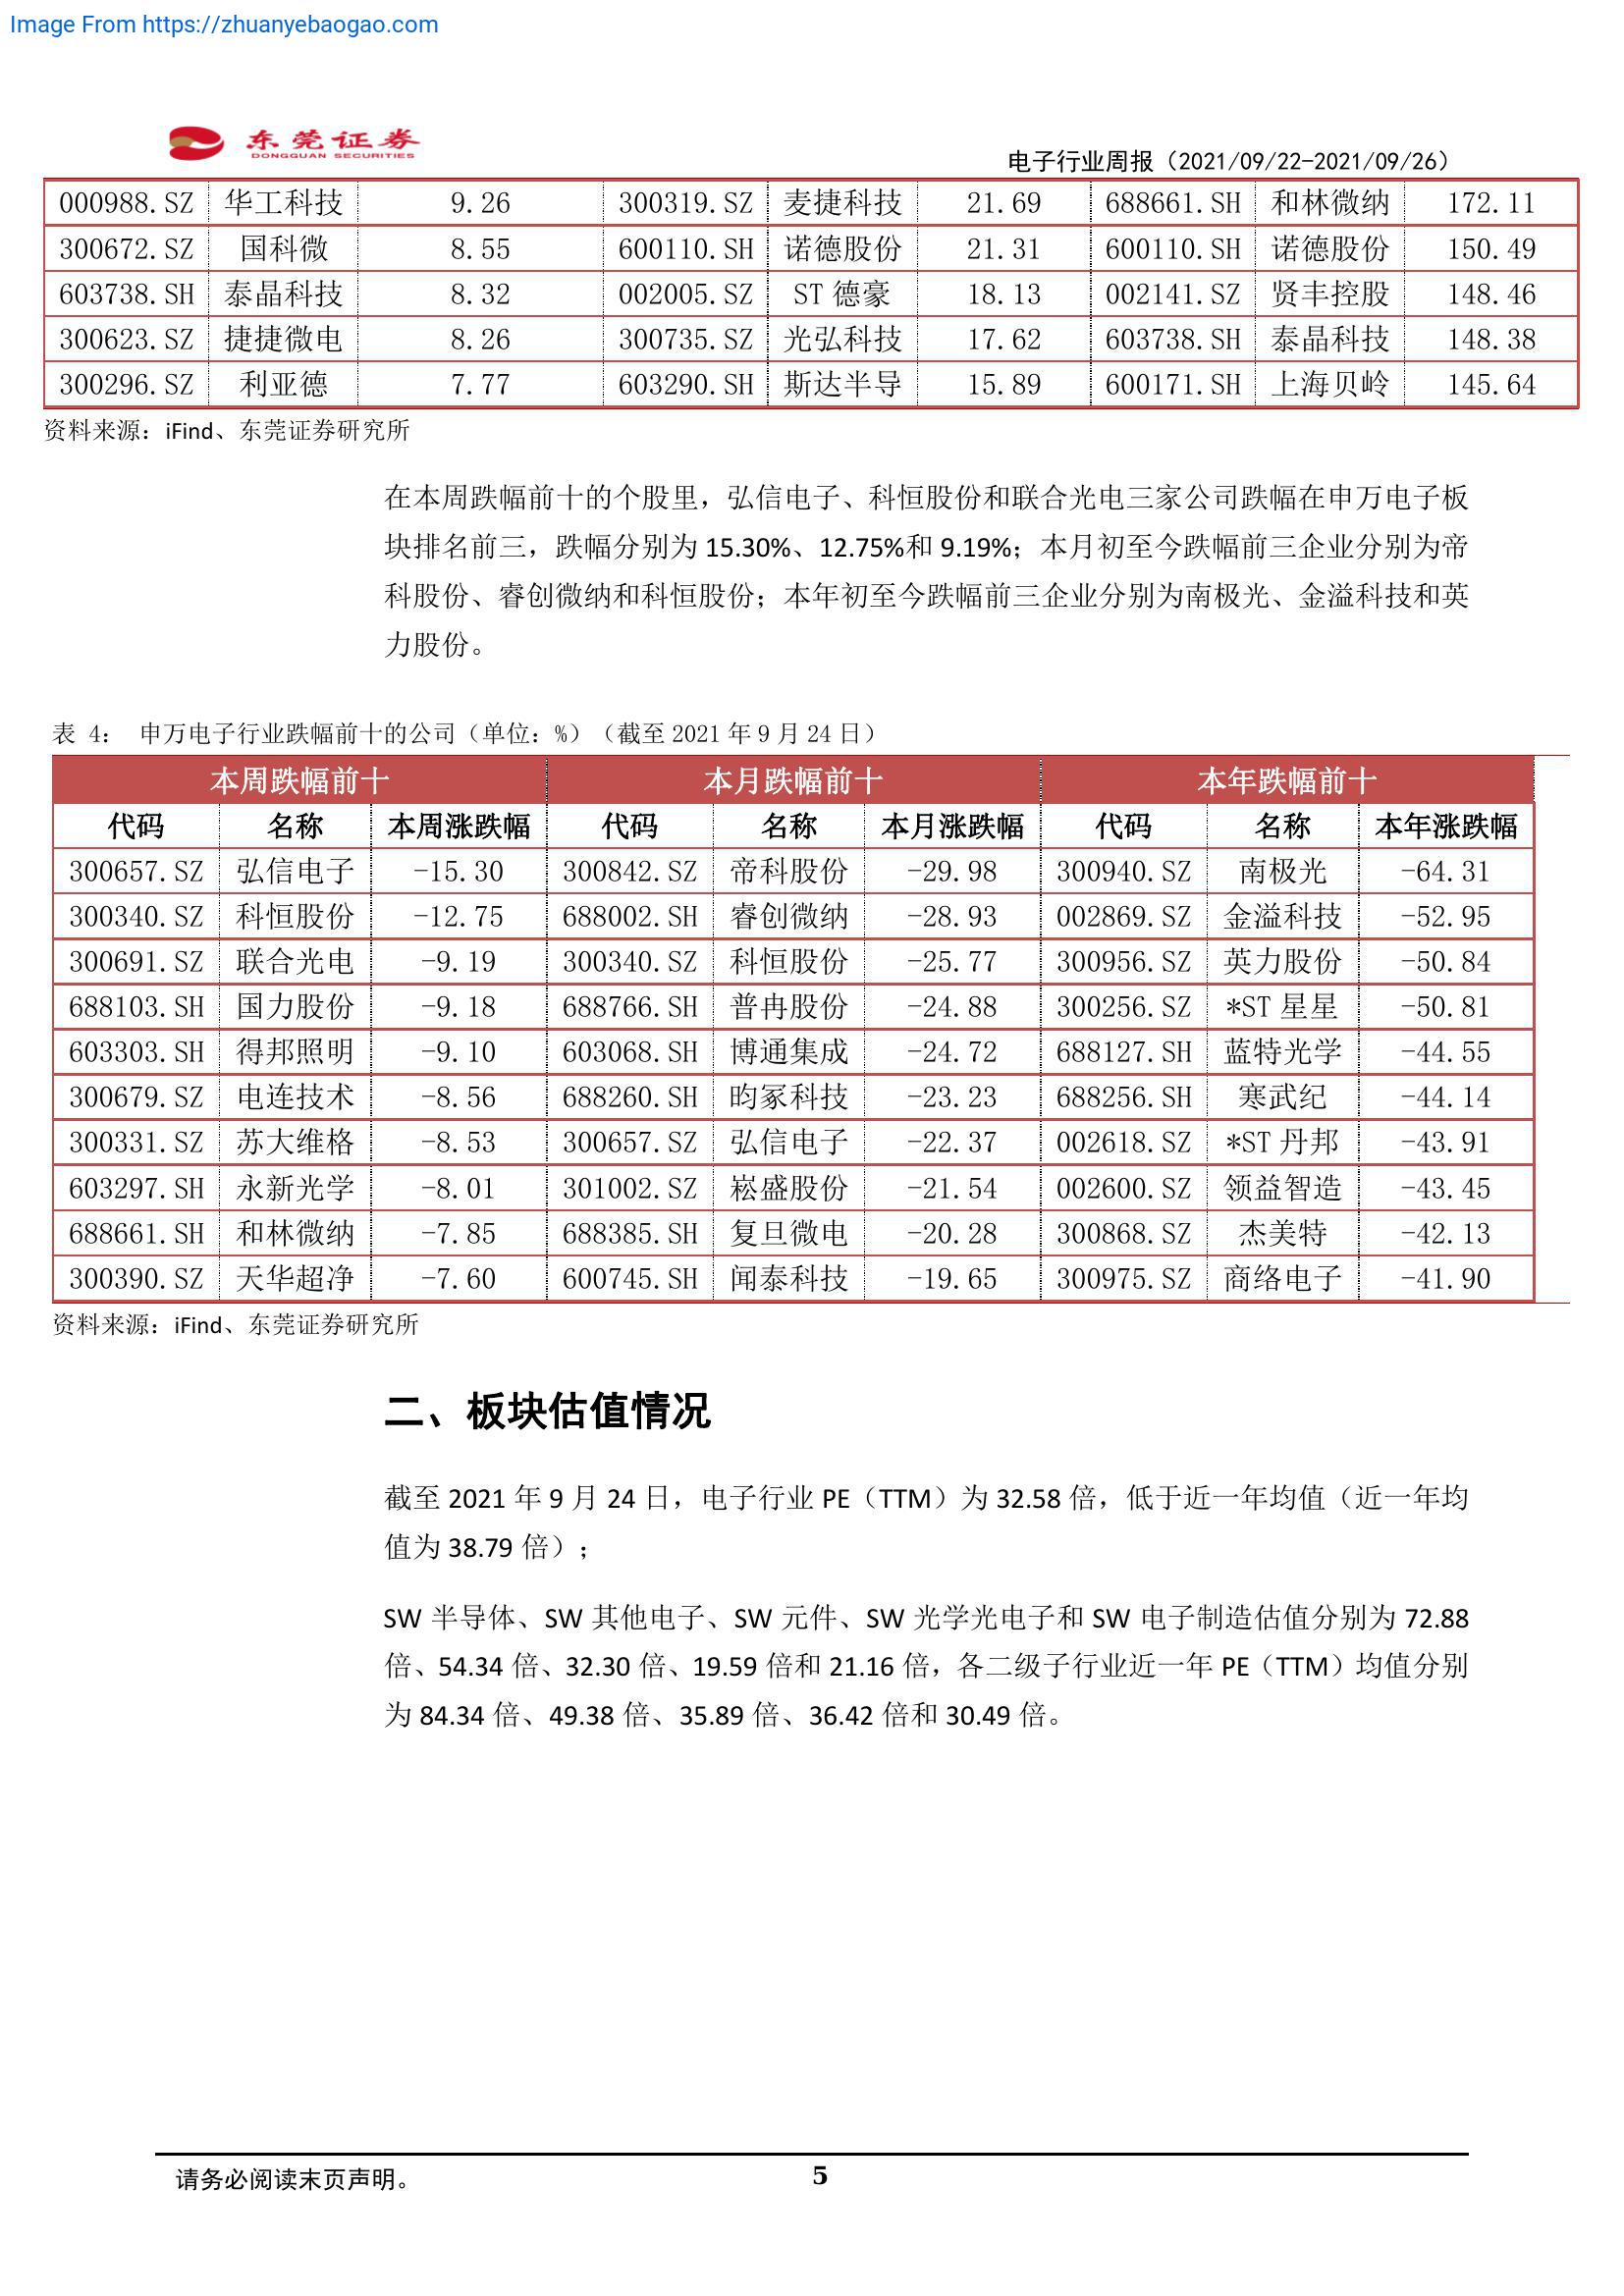 Image From https://zhuanyebaogao.com
东莞证券
DONGGUAN SECURITIES
电子行业周报（2021/09/22-2021/09/26）
000988.SZ 华工科技 9.26 300319.SZ 麦捷科技 21.69 688661.SH 和林微纳 172.11
300672.SZ 国科微 8.55 600110.SH 诺德股份 21.31 600110.SH 诺德股份 150.49
603738.SH 泰晶科技 8.32 002005.SZ ST 德豪 18.13 002141.SZ 贤丰控股 148.46
300623.SZ 捷捷微电 8.26 300735.SZ 光弘科技 17.62 603738.SH 泰晶科技 148.38
300296.SZ 利亚德 7.77 603290.SH 斯达半导 15.89 600171.SH 上海贝岭 145.64
资料来源：iFind、东莞证券研究所
在本周跌幅前十的个股里，弘信电子、科恒股份和联合光电三家公司跌幅在申万电子板
块排名前三，跌幅分别为 15.30%、12.75%和 9.19%；本月初至今跌幅前三企业分别为帝
科股份、睿创微纳和科恒股份；本年初至今跌幅前三企业分别为南极光、金溢科技和英
力股份。
表 4： 申万电子行业跌幅前十的公司（单位：%）（截至 2021 年 9 月 24 日）
本周跌幅前十 本月跌幅前十 本年跌幅前十
代码 名称 本周涨跌幅 代码 名称 本月涨跌幅 代码 名称 本年涨跌幅
300657.SZ 弘信电子 -15.30 300842.SZ 帝科股份 -29.98 300940.SZ 南极光 -64.31
300340.SZ 科恒股份 -12.75 688002.SH 睿创微纳 -28.93 002869.SZ 金溢科技 -52.95
300691.SZ 联合光电 -9.19 300340.SZ 科恒股份 -25.77 300956.SZ 英力股份 -50.84
688103.SH 国力股份 -9.18 688766.SH 普冉股份 -24.88 300256.SZ *ST 星星 -50.81
603303.SH 得邦照明 -9.10 603068.SH 博通集成 -24.72 688127.SH 蓝特光学 -44.55
300679.SZ 电连技术 -8.56 688260.SH 昀冢科技 -23.23 688256.SH 寒武纪 -44.14
300331.SZ 苏大维格 -8.53 300657.SZ 弘信电子 -22.37 002618.SZ *ST 丹邦 -43.91
603297.SH 永新光学 -8.01 301002.SZ 崧盛股份 -21.54 002600.SZ 领益智造 -43.45
688661.SH 和林微纳 -7.85 688385.SH 复旦微电 -20.28 300868.SZ 杰美特 -42.13
300390.SZ 天华超净 -7.60 600745.SH 闻泰科技 -19.65 300975.SZ 商络电子 -41.90
资料来源：iFind、东莞证券研究所
二、板块估值情况
截至 2021 年 9 月 24 日，电子行业 PE（TTM）为 32.58 倍，低于近一年均值（近一年均
值为 38.79 倍）；
SW 半导体、SW 其他电子、SW 元件、SW 光学光电子和 SW 电子制造估值分别为 72.88
倍、54.34 倍、32.30 倍、19.59 倍和 21.16 倍，各二级子行业近一年 PE（TTM）均值分别
为 84.34 倍、49.38 倍、35.89 倍、36.42 倍和 30.49 倍。
请务必阅读末页声明。
5